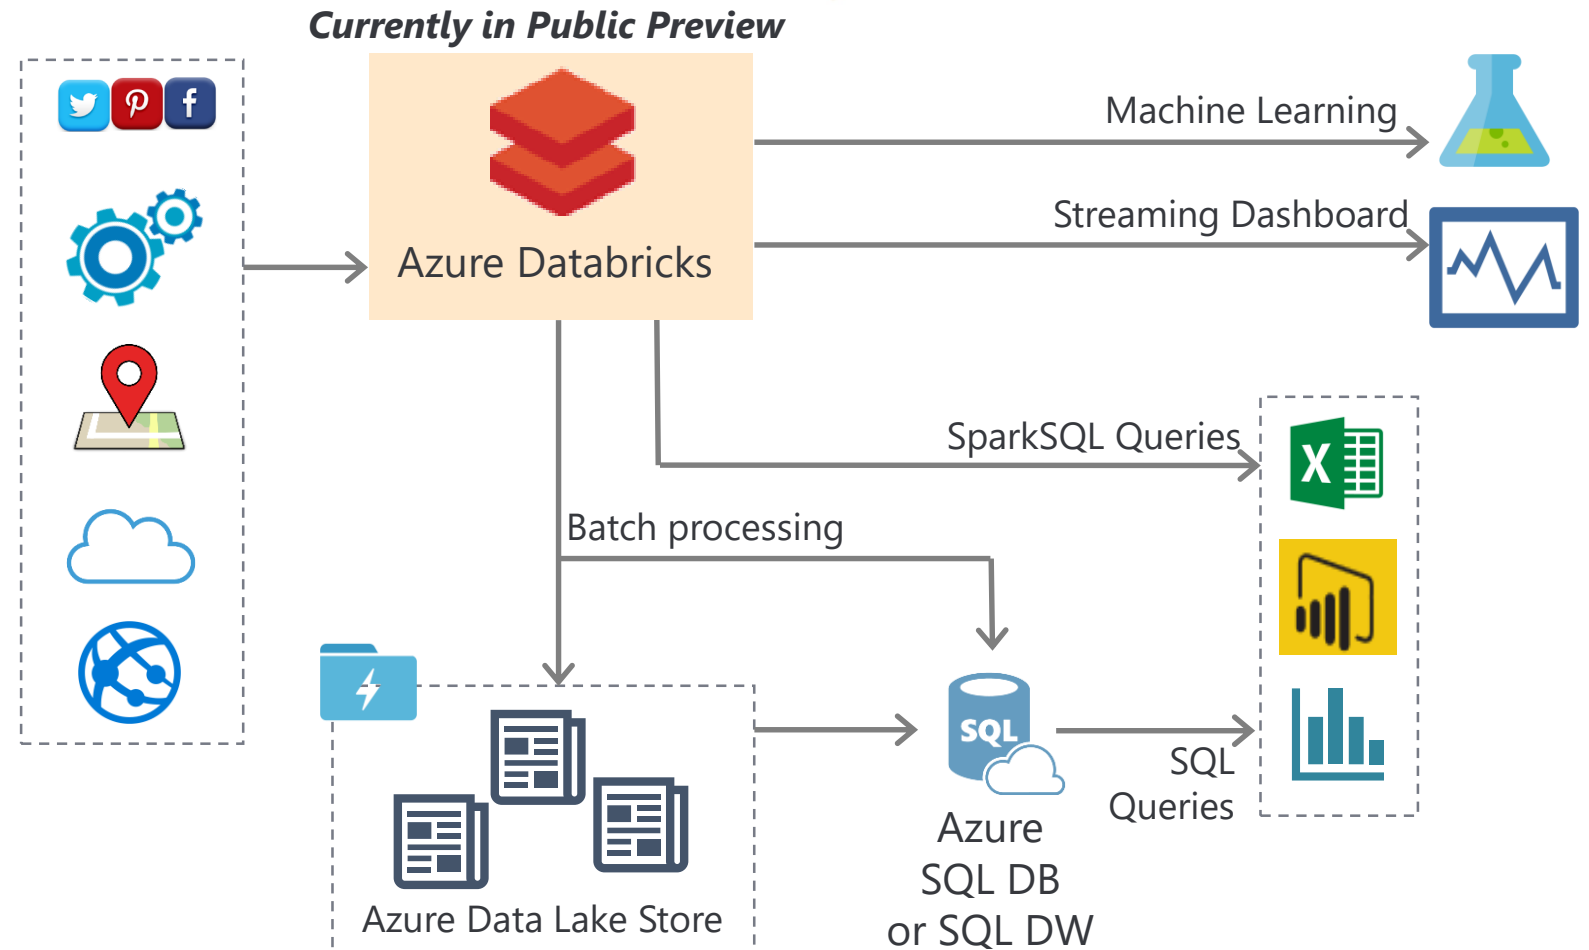 Currently in Public Preview
Azure Databricks
Machine Learning
Streaming Dashboard
SparkSQL Queries
X
Batch processing
SQL
SQL
Queries
Azure
SQL DB
or SQL DW
Azure Data Lake Store